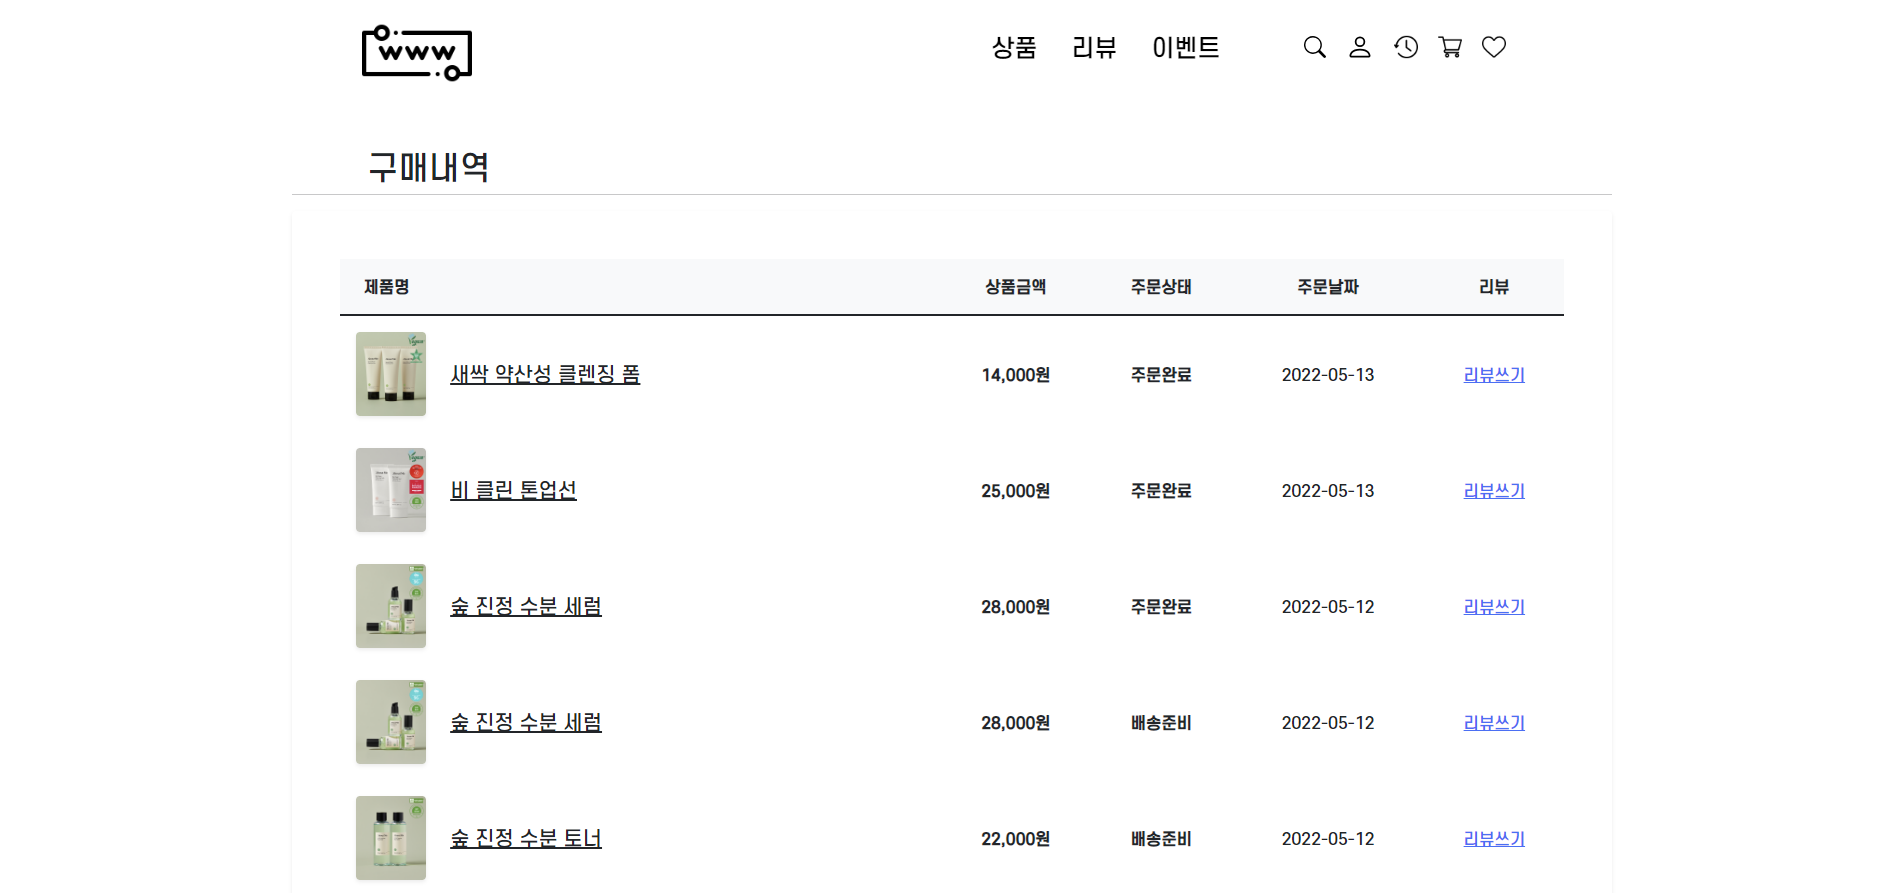 www
상품 리뷰 이벤트
구매내역
제품명 상품금액 주문상태 주문날짜 리뷰
새싹 약산성 클렌징 폼 14,000원 주문완료 2022-05-13 리뷰쓰기
비 클린 톤업선 25,000원 주문완료 2022-05-13 리뷰쓰기
숲 진정 수분 세럼 28,000원 주문완료 2022-05-12 리뷰쓰기
숲 진정 수분 세럼 28,000원 배송준비 2022-05-12 리뷰쓰기
숲 진정 수분 토너 22,000원 배송준비 2022-05-12 리뷰쓰기